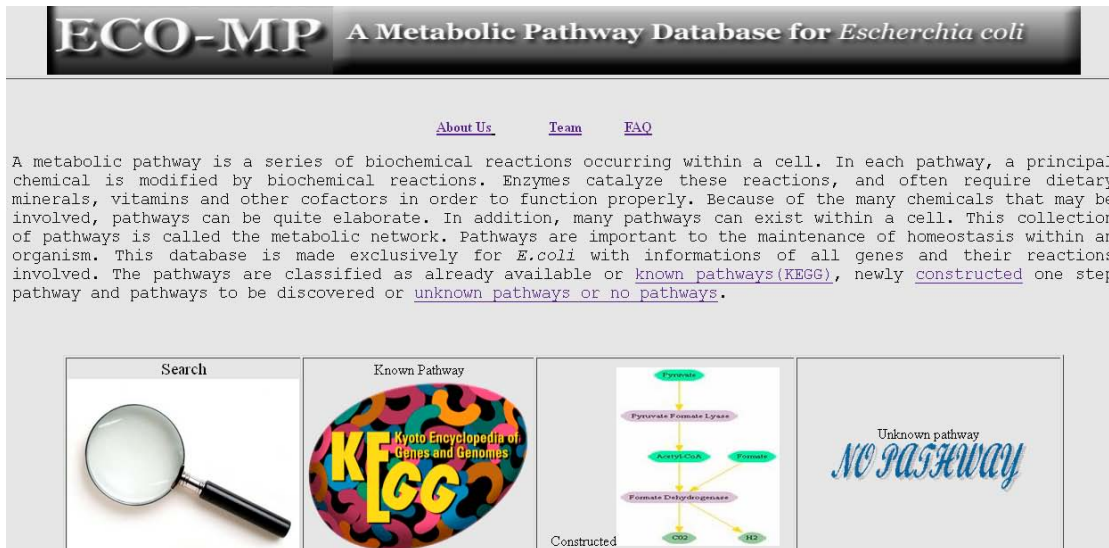 ECO-MP A Metabolic Pathway Database for Escherchia coli
About Us Team FAQ
A metabolic pathway is a series of biochemical reactions occurring within a cell. In each pathway, a principal
chemical is modified by biochemical reactions. Enzymes catalyze these reactions, and often require dietary
minerals, vitamins and other cofactors in order to function properly. Because of the many chemicals that may be
involved, pathways can be quite elaborate. In addition, many pathways can exist within a cell. This collection
of pathways is called the metabolic network. Pathways are important to the maintenance of homeostasis within an
organism. This database is made exclusively for E.coli with informations of all genes and their reactions
involved. The pathways are classified as already available or known pathways(KEGG), newly constructed one step
pathway and pathways to be discovered or unknown pathways or no pathways.
Search
Known Pathway
KEGG
Kyoto Encyclopedia of
Genes and Genomes
Pyruvate
Pyruvate Formate Lyase
Acetyl-CoA Formate
Formate Dehydrogenase
CO2 H2
Constructed
Unknown pathway
NO PATHWAY